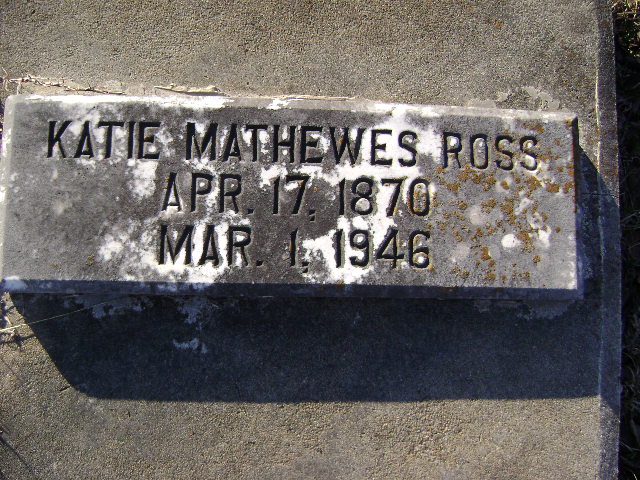 KATIE MATHEWES ROSS
APR. 17, 1870
MAR. 1, 1946